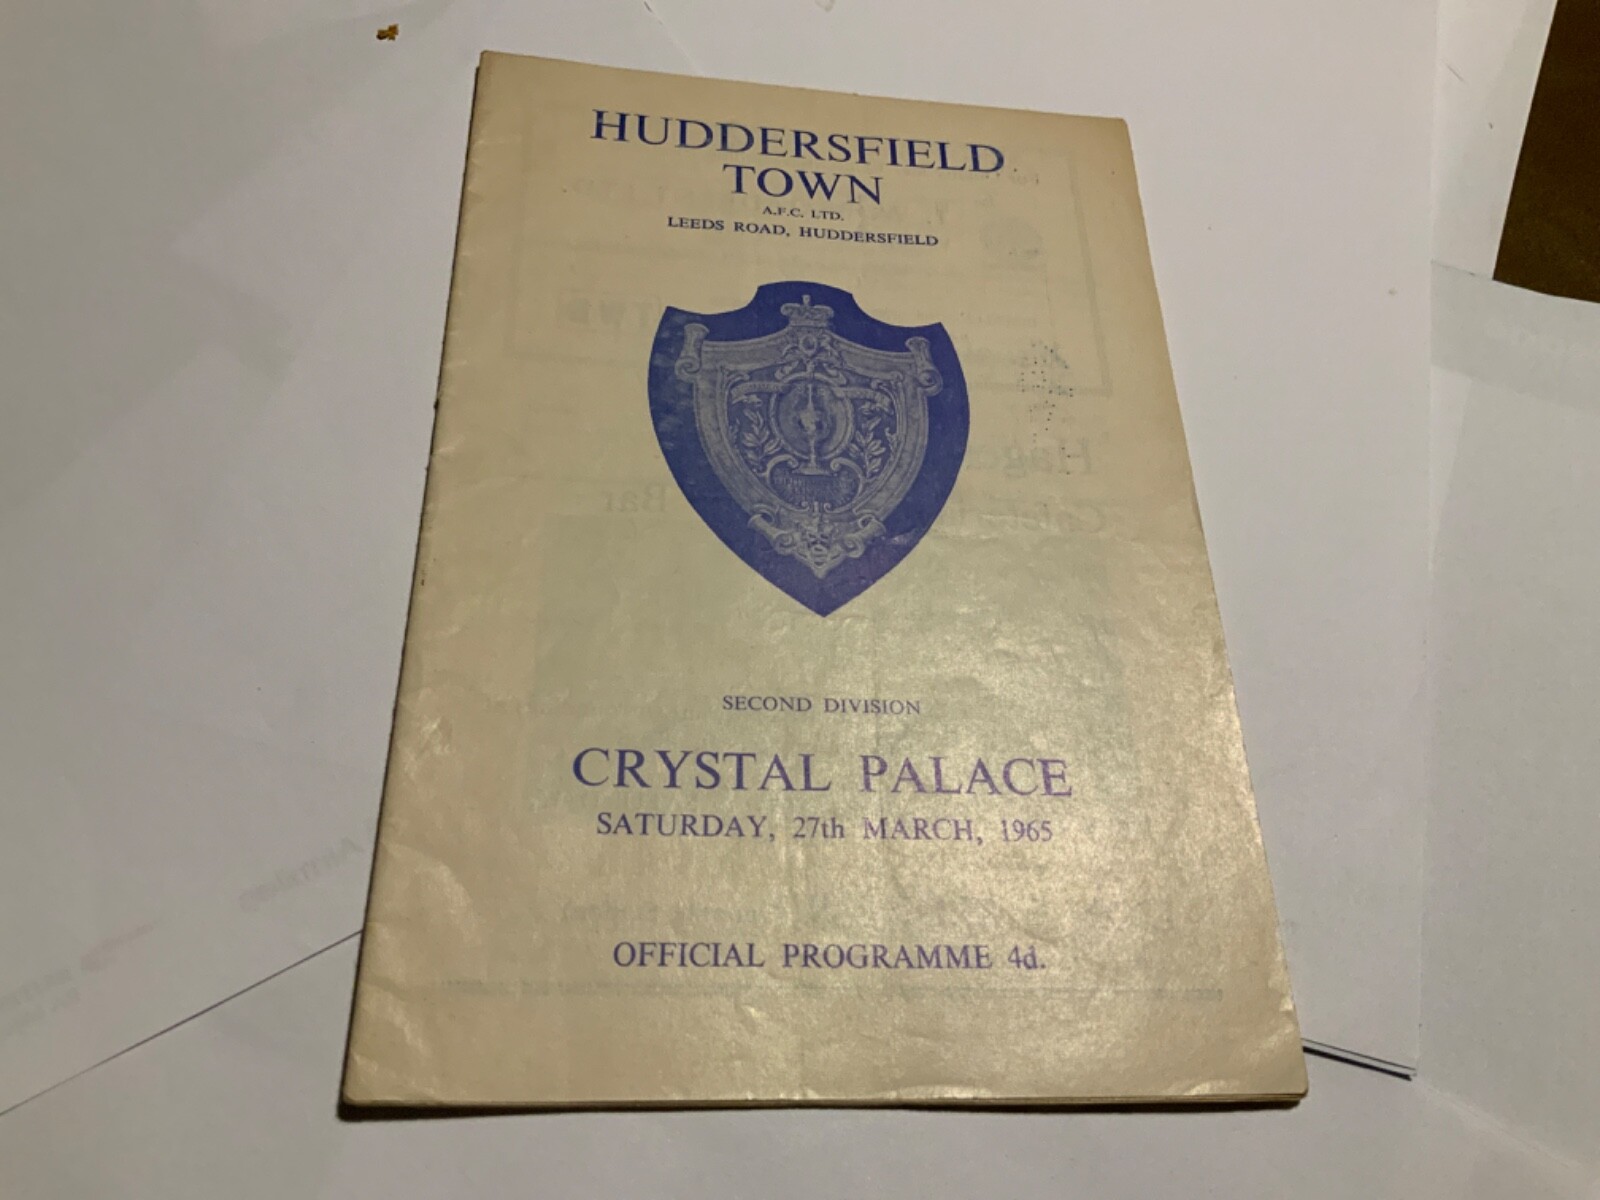 HUDDERSFIELD
TOWN
A.F.C. LTD.
LEEDS ROAD, HUDDERSFIELD
SECOND DIVISION
CRYSTAL PALACE
SATURDAY, 27th MARCH, 1965
OFFICIAL PROGRAMME 4d.